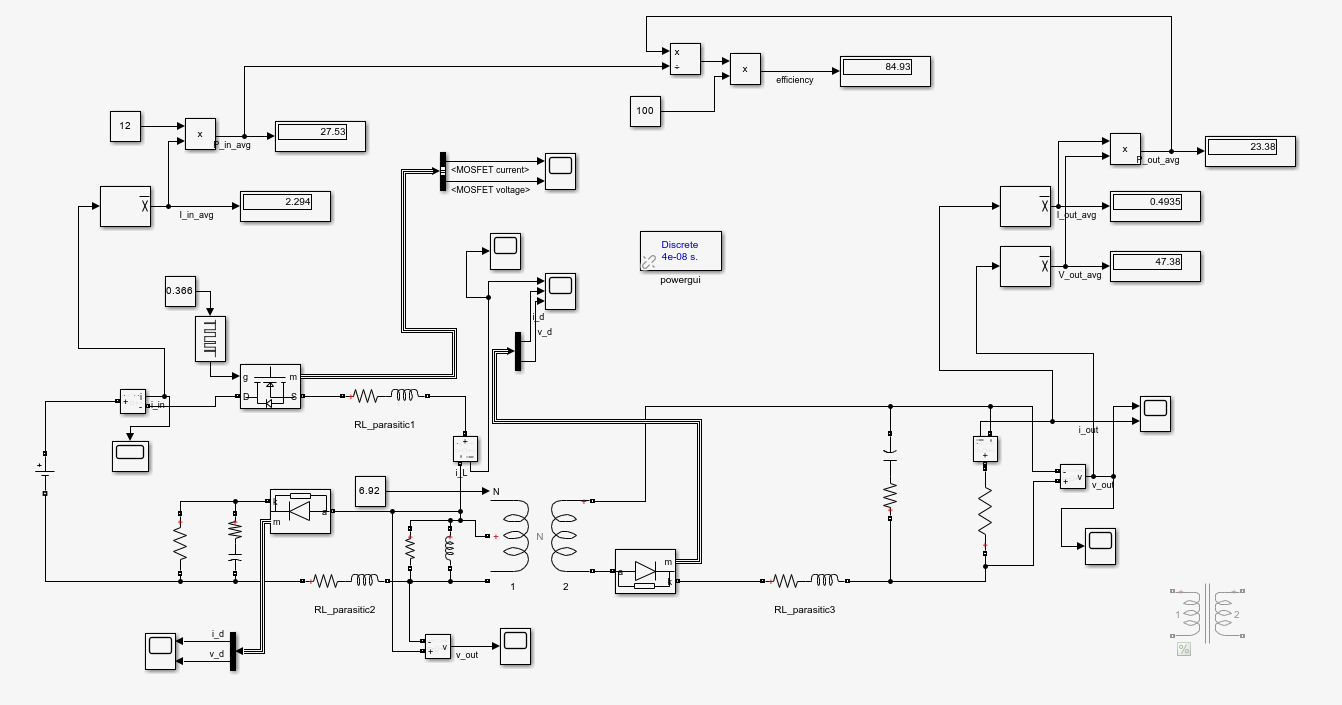 x
÷
x
efficiency
84.93
100
12
x
P_in_avg
27.53
x
I_in_avg
2.294
<MOSFET current>
<MOSFET voltage>
x
P_out_avg
23.38
x
I_out_avg
0.4935
x
V_out_avg
47.38
Discrete
4e-08 s.
powergui
0.366
i_d
v_d
g
m
D
S
+
i
-
i_in
RL_parasitic1
+
i_L
+
i_out
v_out
-
+
v
6.92
N
k
m
a
+
N
1
2
+
a
m
k
RL_parasitic2
RL_parasitic3
i_d
v_d
-
+
v
v_out
1
2
%